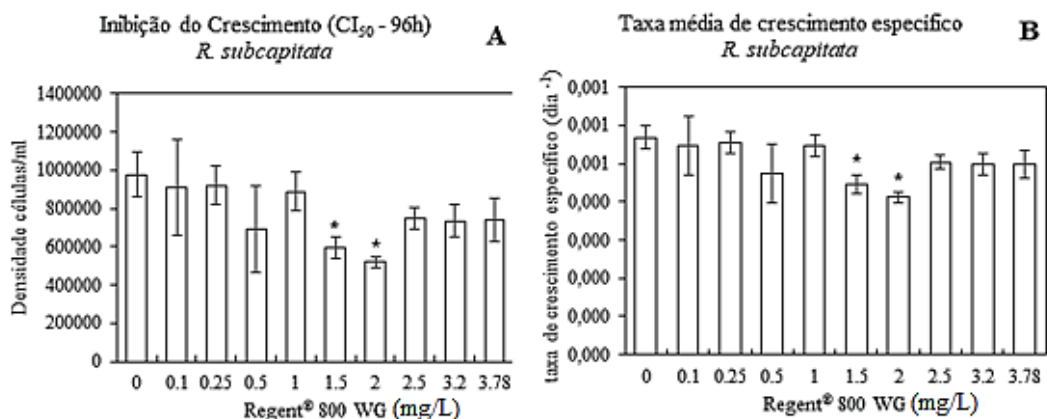 Inibição do Crescimento (CI₅₀ - 96h)
R. subcapitata
A
Densidade células/ml
1400000
1200000
1000000
800000
600000
400000
200000
0
*
*
0 0.1 0.25 0.5 1 1.5 2 2.5 3.2 3.78
Regent® 800 WG (mg/L)
Taxa média de crescimento específico
R. subcapitata
B
taxa de crescimento específico (dia ⁻¹)
0,001
0,001
0,001
0,000
0,000
0,000
0,000
0,000
*
*
0 0.1 0.25 0.5 1 1.5 2 2.5 3.2 3.78
Regent® 800 WG (mg/L)